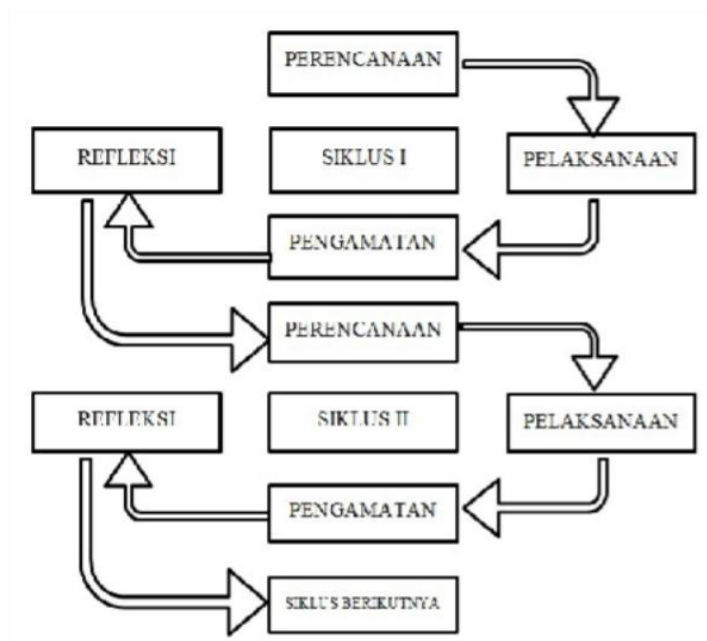 PERENCANAAN
REFLEKSI
SIKLUS I
PELAKSANAAN
PENGAMATAN
PERENCANAAN
REFLEKSI
SIKLUS II
PELAKSANAAN
PENGAMATAN
SIKLUS BERIKUTNYA